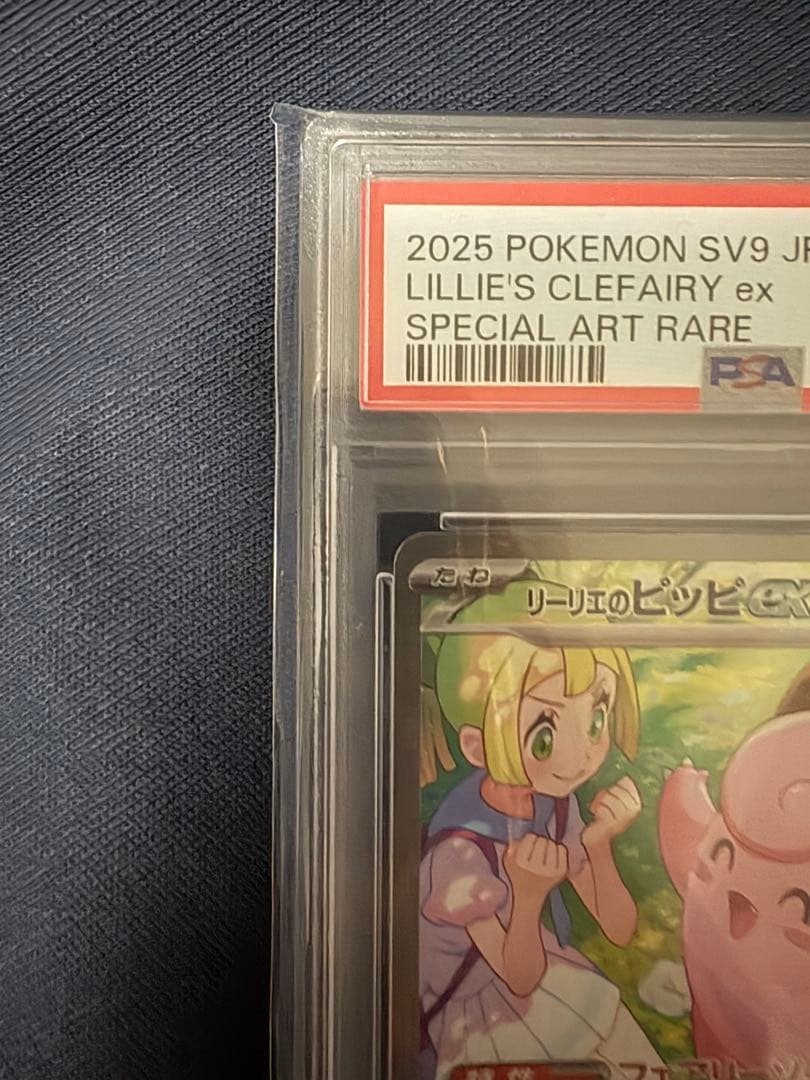 2025 POKEMON SV9 JP
LILLIE'S CLEFAIRY ex
SPECIAL ART RARE
PSA
たね
リーリエのピッピex